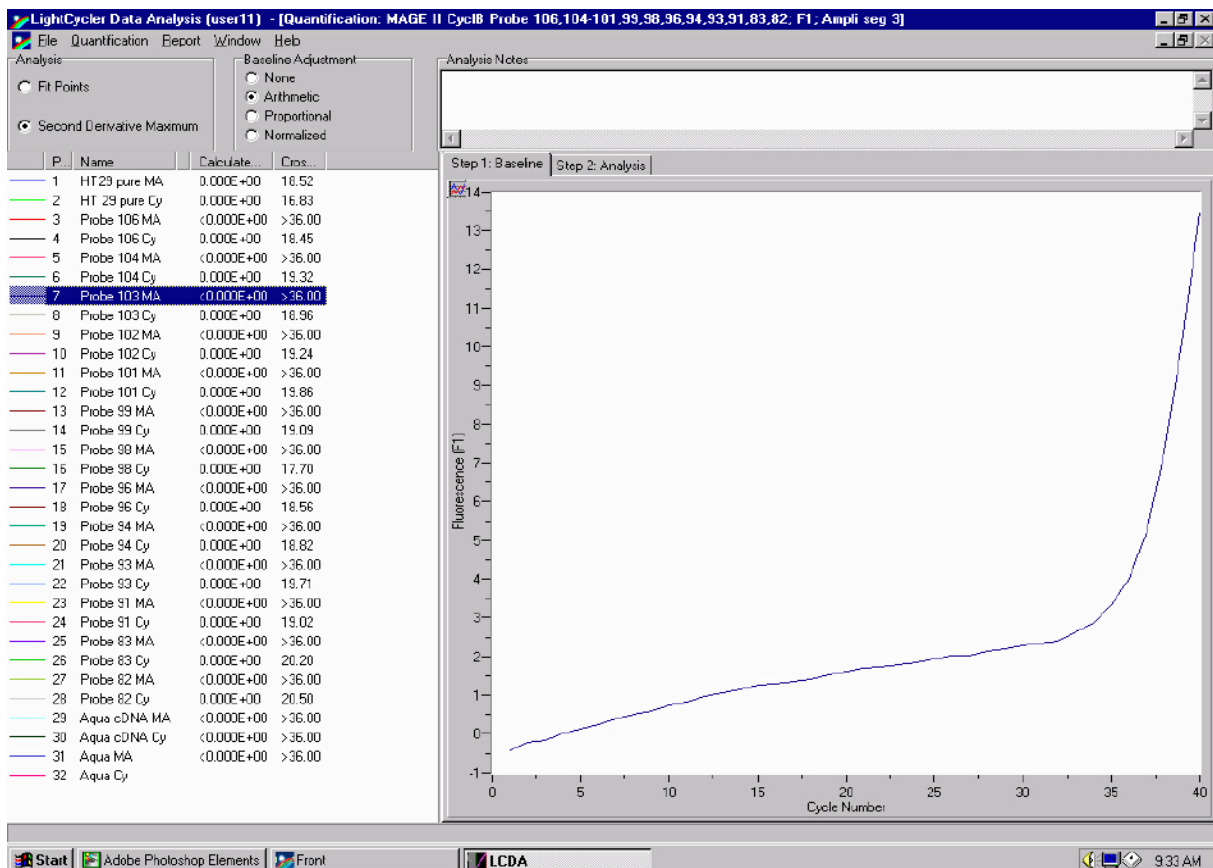 LightCycler Data Analysis (user11) - [Quantification: MAGE II CyclB Probe 106,104-101,99,98,96,94,93,91,83,82; F1; Ampli seg 3]
File Quantification Report Window Help
Analysis
Fit Points
Second Derivative Maximum
Baseline Adjustment
None
Arithmetic
Proportional
Normalized
Analysis Notes
P... Name Calculate... Cros...
1 HT29 pure MA 0.000E+00 18.52
2 HT 29 pure Cy 0.000E+00 16.83
3 Probe 106 MA <0.000E+00 >36.00
4 Probe 106 Cy 0.000E+00 18.45
5 Probe 104 MA <0.000E+00 >36.00
6 Probe 104 Cy 0.000E+00 19.32
7 Probe 103 MA <0.000E+00 >36.00
8 Probe 103 Cy 0.000E+00 18.96
9 Probe 102 MA <0.000E+00 >36.00
10 Probe 102 Cy 0.000E+00 19.24
11 Probe 101 MA <0.000E+00 >36.00
12 Probe 101 Cy 0.000E+00 19.86
13 Probe 99 MA <0.000E+00 >36.00
14 Probe 99 Cy 0.000E+00 19.09
15 Probe 98 MA <0.000E+00 >36.00
16 Probe 98 Cy 0.000E+00 17.70
17 Probe 96 MA <0.000E+00 >36.00
18 Probe 96 Cy 0.000E+00 18.56
19 Probe 94 MA <0.000E+00 >36.00
20 Probe 94 Cy 0.000E+00 18.82
21 Probe 93 MA <0.000E+00 >36.00
22 Probe 93 Cy 0.000E+00 19.71
23 Probe 91 MA <0.000E+00 >36.00
24 Probe 91 Cy 0.000E+00 19.02
25 Probe 83 MA <0.000E+00 >36.00
26 Probe 83 Cy 0.000E+00 20.20
27 Probe 82 MA <0.000E+00 >36.00
28 Probe 82 Cy 0.000E+00 20.50
29 Aqua cDNA MA <0.000E+00 >36.00
30 Aqua cDNA Cy <0.000E+00 >36.00
31 Aqua MA <0.000E+00 >36.00
32 Aqua Cy
Step 1: Baseline Step 2: Analysis
14
13
12
11
10
9
8
7
6
5
4
3
2
1
0
-1
Fluorescence (F1)
0 5 10 15 20 25 30 35 40
Cycle Number
Start Adobe Photoshop Elements Front LCDA 9:33 AM